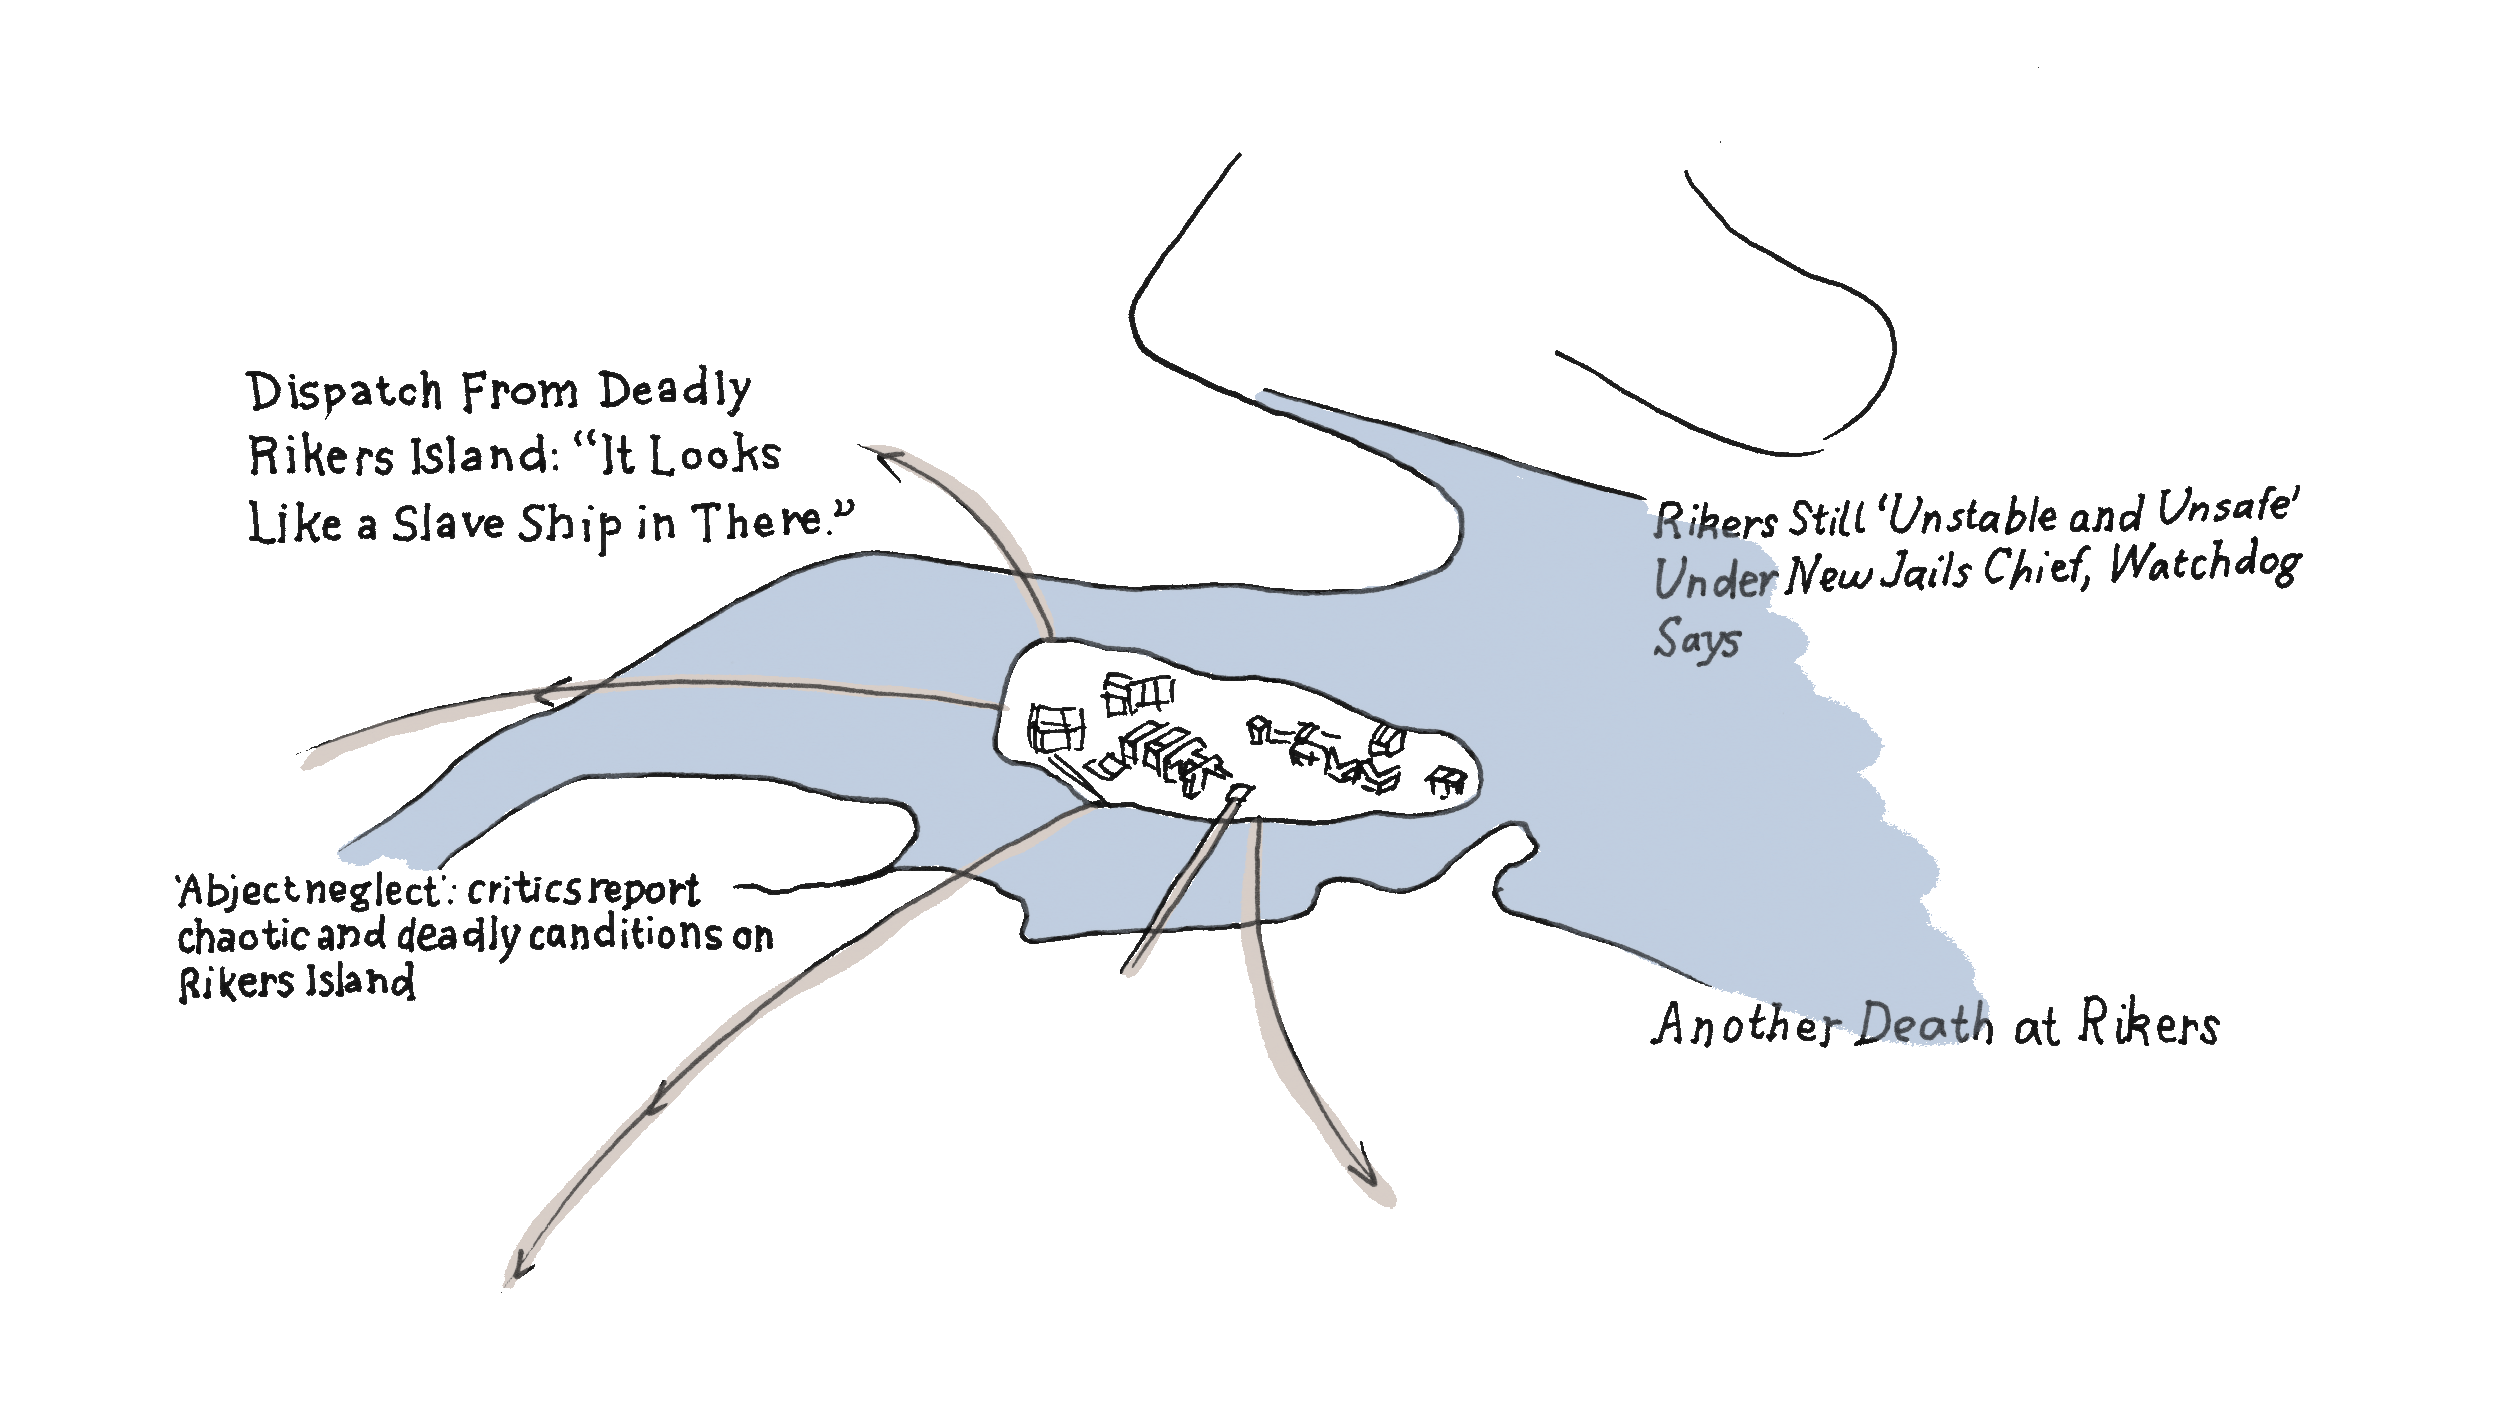 Dispatch From Deadly
Rikers Island: “It Looks
Like a Slave Ship in There.”
Rikers Still ‘Unstable and Unsafe’
Under New Jails Chief, Watchdog
Says
‘Abject neglect’: critics report
chaotic and deadly canditions on
Rikers Island
Another Death at Rikers